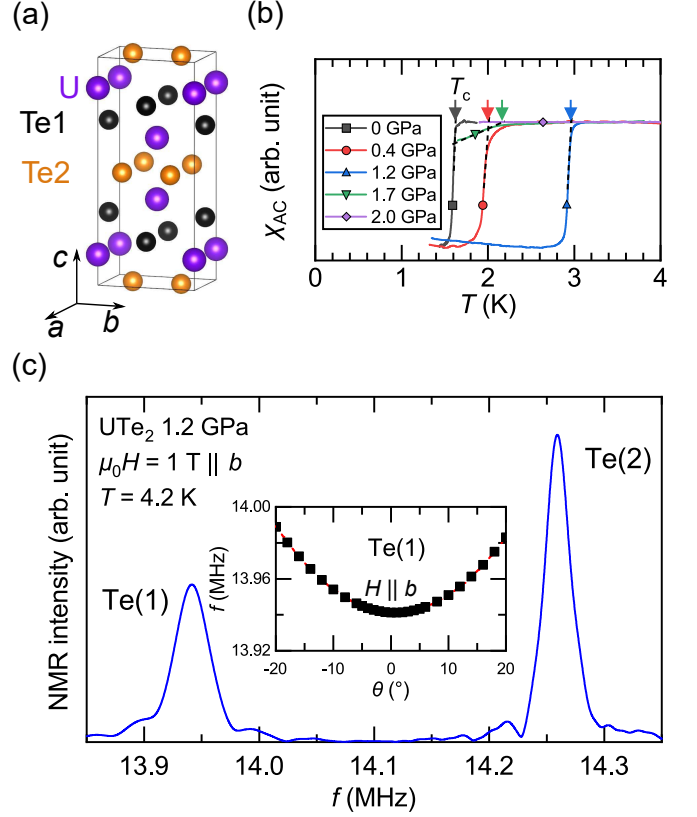 (a)
U
Te1
Te2
c
a
b
(b)
χAC (arb. unit)
Tc
0 GPa
0.4 GPa
1.2 GPa
1.7 GPa
2.0 GPa
0 1 2 3 4
T (K)
(c)
NMR intensity (arb. unit)
UTe2 1.2 GPa
μ0H = 1 T || b
T = 4.2 K
Te(1)
Te(2)
f (MHz)
14.00
13.96
13.92
Te(1)
H || b
-20 -10 0 10 20
θ (°)
13.9 14.0 14.1 14.2 14.3
f (MHz)